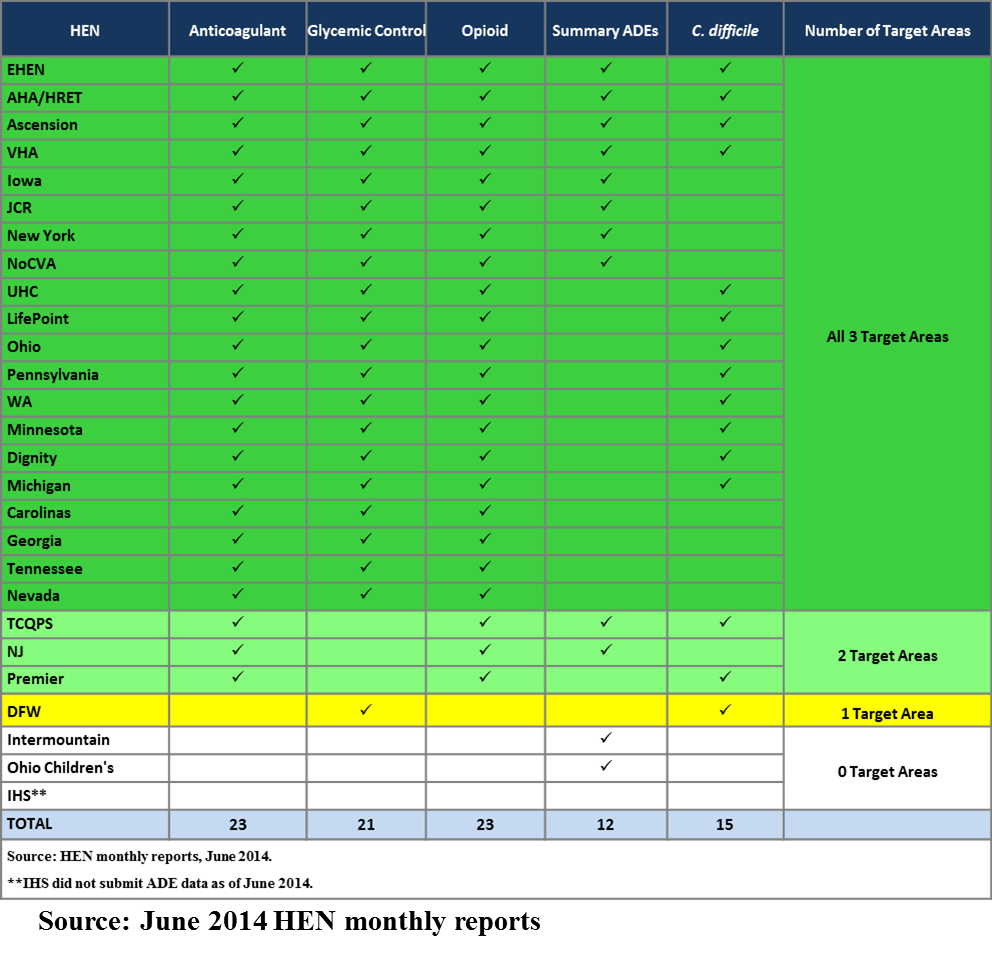 HEN Anticoagulant Glycemic Control Opioid Summary ADEs C. difficile Number of Target Areas
EHEN ✓ ✓ ✓ ✓ ✓
AHA/HRET ✓ ✓ ✓ ✓ ✓
Ascension ✓ ✓ ✓ ✓ ✓
VHA ✓ ✓ ✓ ✓ ✓
Iowa ✓ ✓ ✓ ✓
JCR ✓ ✓ ✓ ✓
New York ✓ ✓ ✓ ✓
NoCVA ✓ ✓ ✓ ✓
UHC ✓ ✓ ✓ ✓
LifePoint ✓ ✓ ✓ ✓
Ohio ✓ ✓ ✓ ✓ All 3 Target Areas
Pennsylvania ✓ ✓ ✓ ✓
WA ✓ ✓ ✓ ✓
Minnesota ✓ ✓ ✓ ✓
Dignity ✓ ✓ ✓ ✓
Michigan ✓ ✓ ✓ ✓
Carolinas ✓ ✓ ✓
Georgia ✓ ✓ ✓
Tennessee ✓ ✓ ✓
Nevada ✓ ✓ ✓
TCQPS ✓ ✓ ✓ ✓
NJ ✓ ✓ ✓ 2 Target Areas
Premier ✓ ✓ ✓
DFW ✓ ✓ 1 Target Area
Intermountain ✓
Ohio Children's ✓ 0 Target Areas
IHS**
TOTAL 23 21 23 12 15
Source: HEN monthly reports, June 2014.
**IHS did not submit ADE data as of June 2014.
Source: June 2014 HEN monthly reports